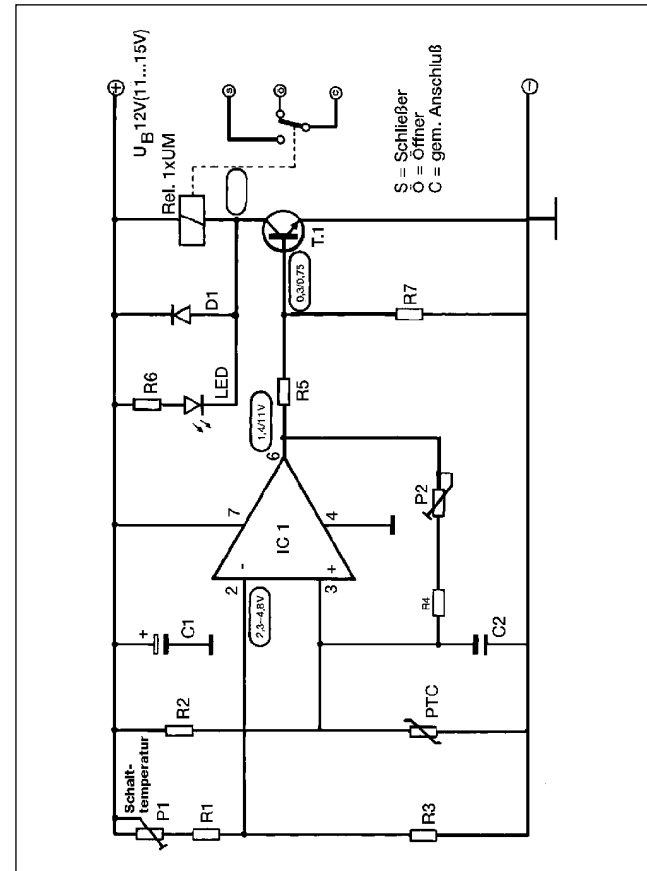 +
U_B 12V(11...15V)
Rel. 1xUM
S
Ö
C
S = Schließer
Ö = Öffner
C = gem. Anschluß
−
D1
R6
LED
T.1
0,3/0,75
R7
R5
1,4/11V
6
7
IC 1
4
-
+
2
3
2,3–4,8V
P2
R4
+
C1
C2
R2
PTC
Schalt-
temperatur
P1
R1
R3